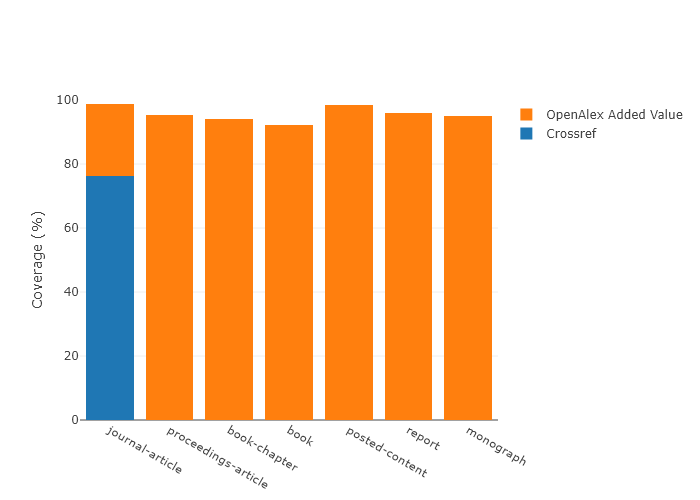 100
80
60
40
20
0
Coverage (%)
journal-article
proceedings-article
book-chapter
book
posted-content
report
monograph
OpenAlex Added Value
Crossref